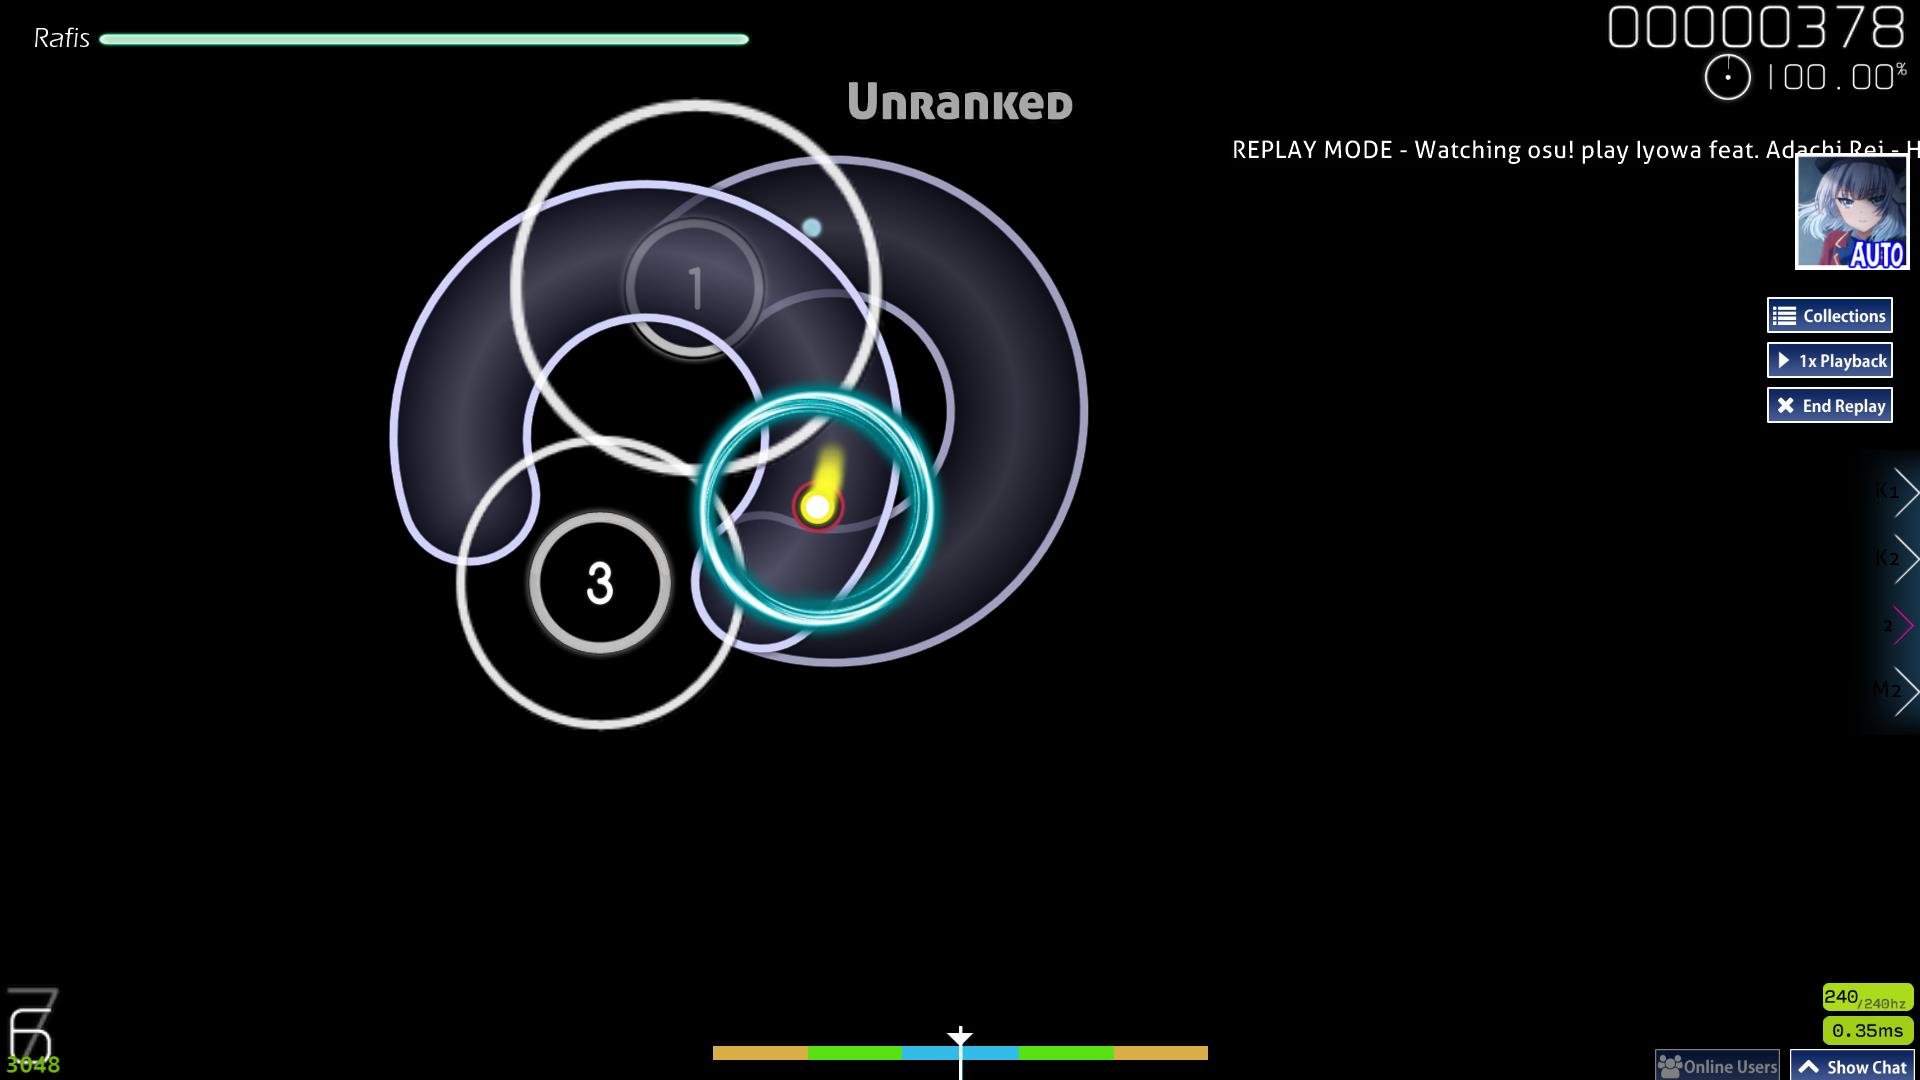 Rafis
00000378
100.00%
Unranked
REPLAY MODE - Watching osu! play Iyowa feat. Adachi Rei - H
AUTO
1
Collections
1x Playback
End Replay
K1
K2
2
M2
3
240/240hz
0.35ms
3048
Online Users
Show Chat